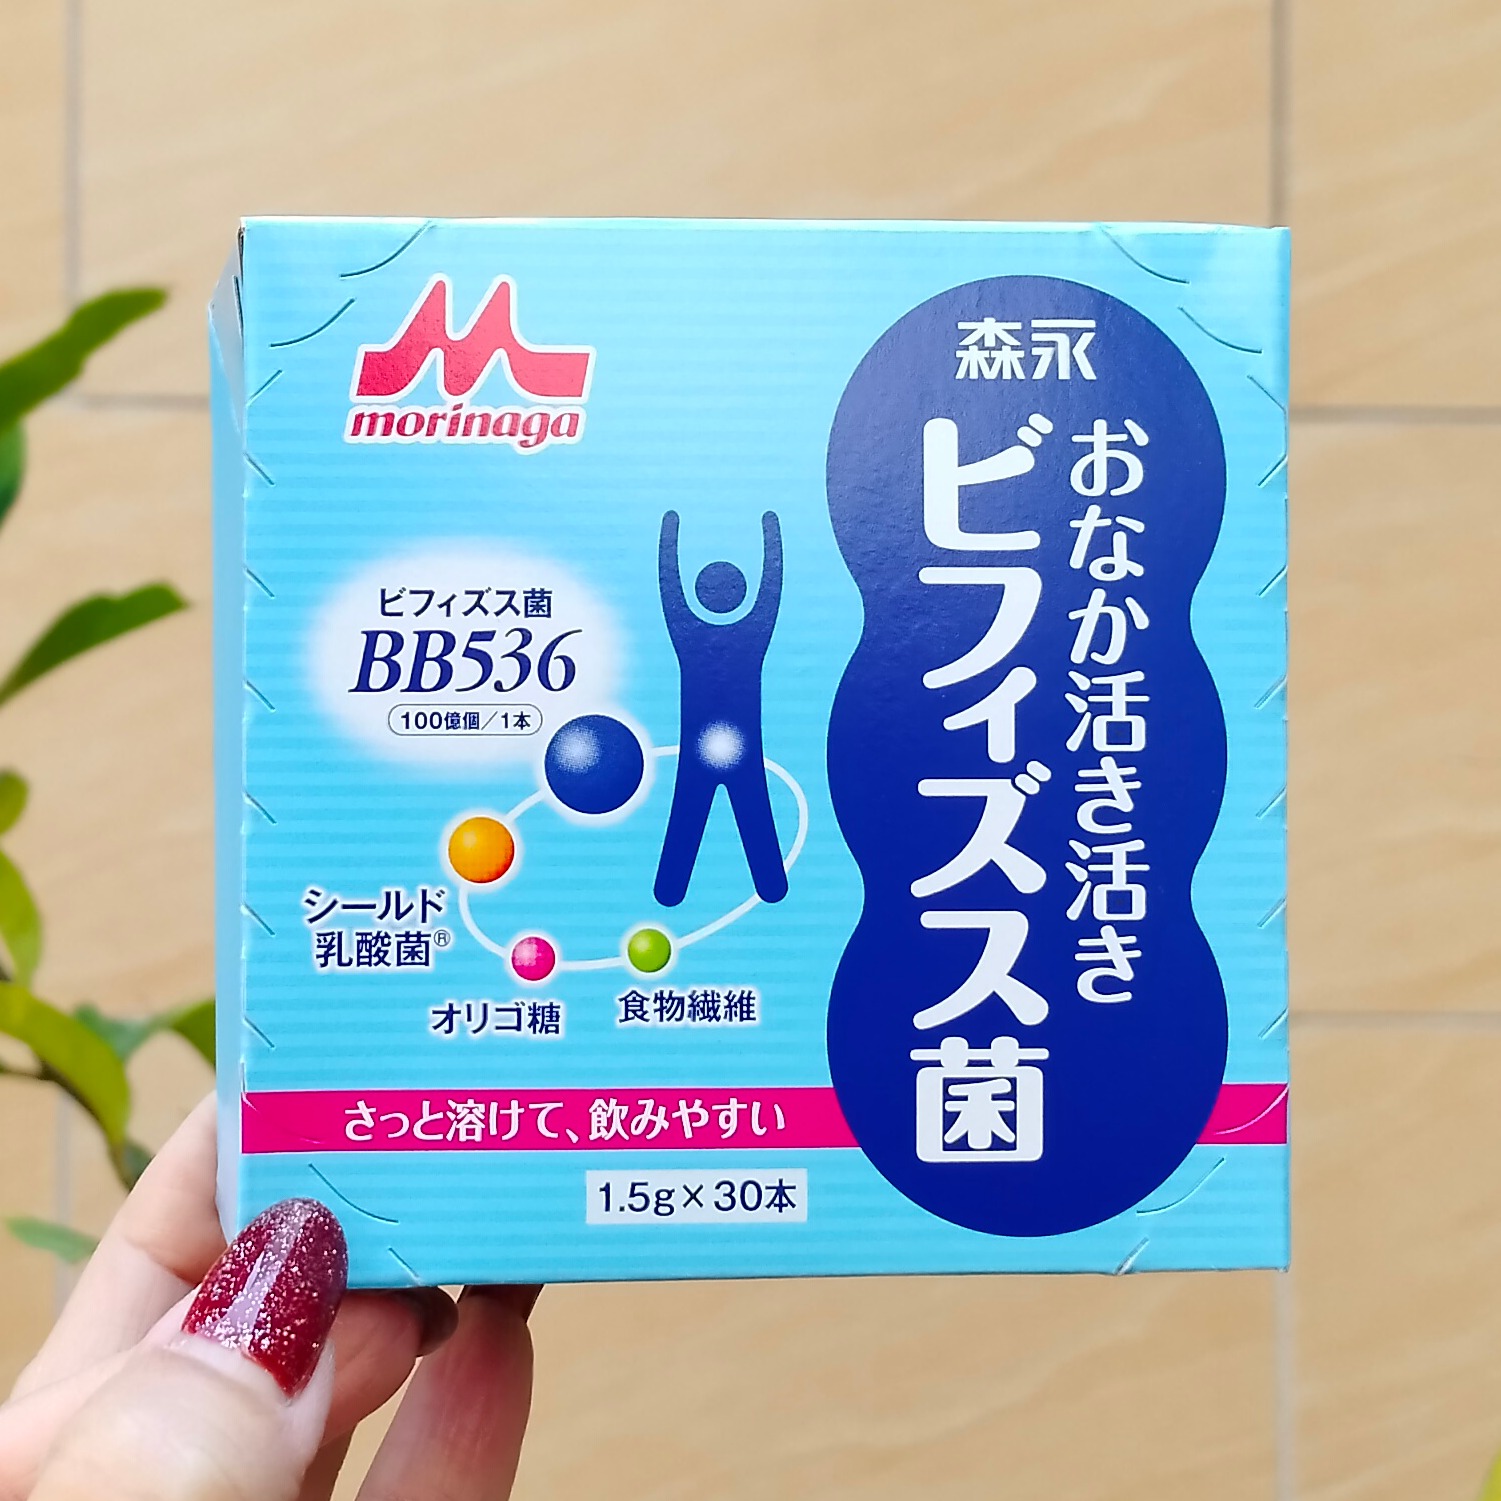 morinaga
森永
おなか活き活き
ビフィズス菌
ビフィズス菌
BB536
100億個/1本
シールド
乳酸菌®
オリゴ糖
食物繊維
さっと溶けて、飲みやすい
1.5g×30本